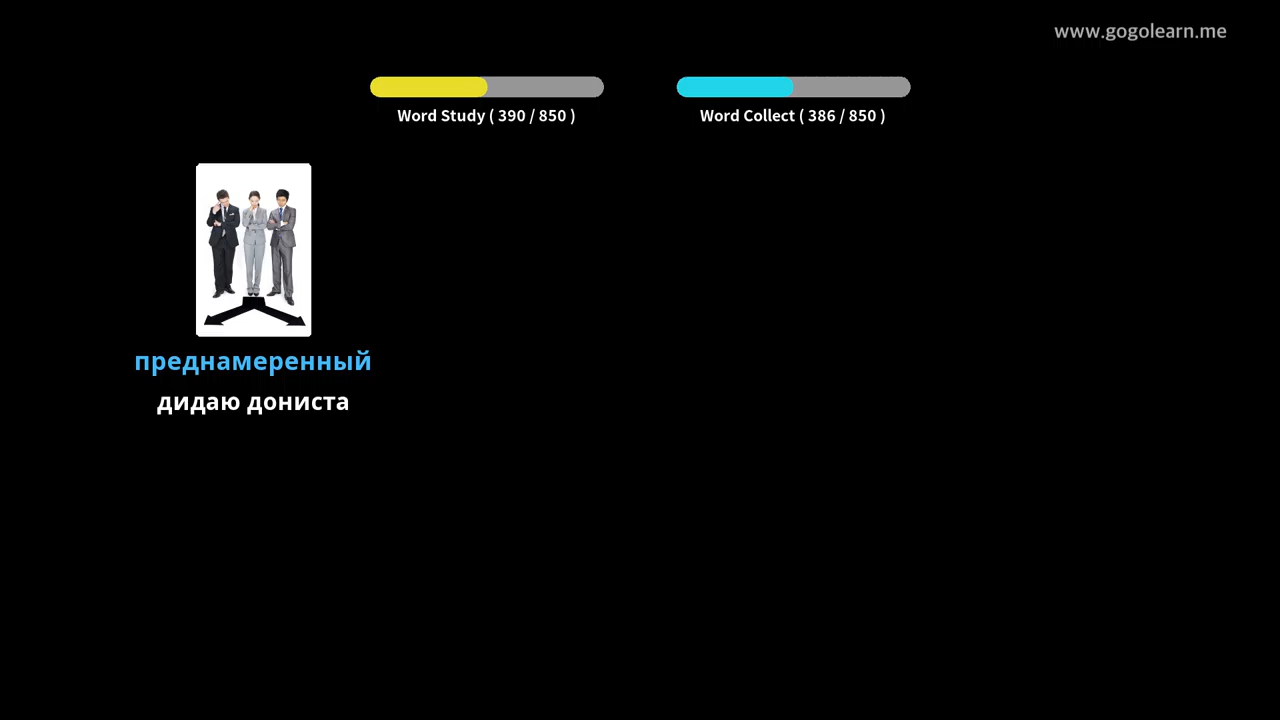 www.gogolearn.me
Word Study ( 390 / 850 )
Word Collect ( 386 / 850 )
преднамеренный
дидаю дониста